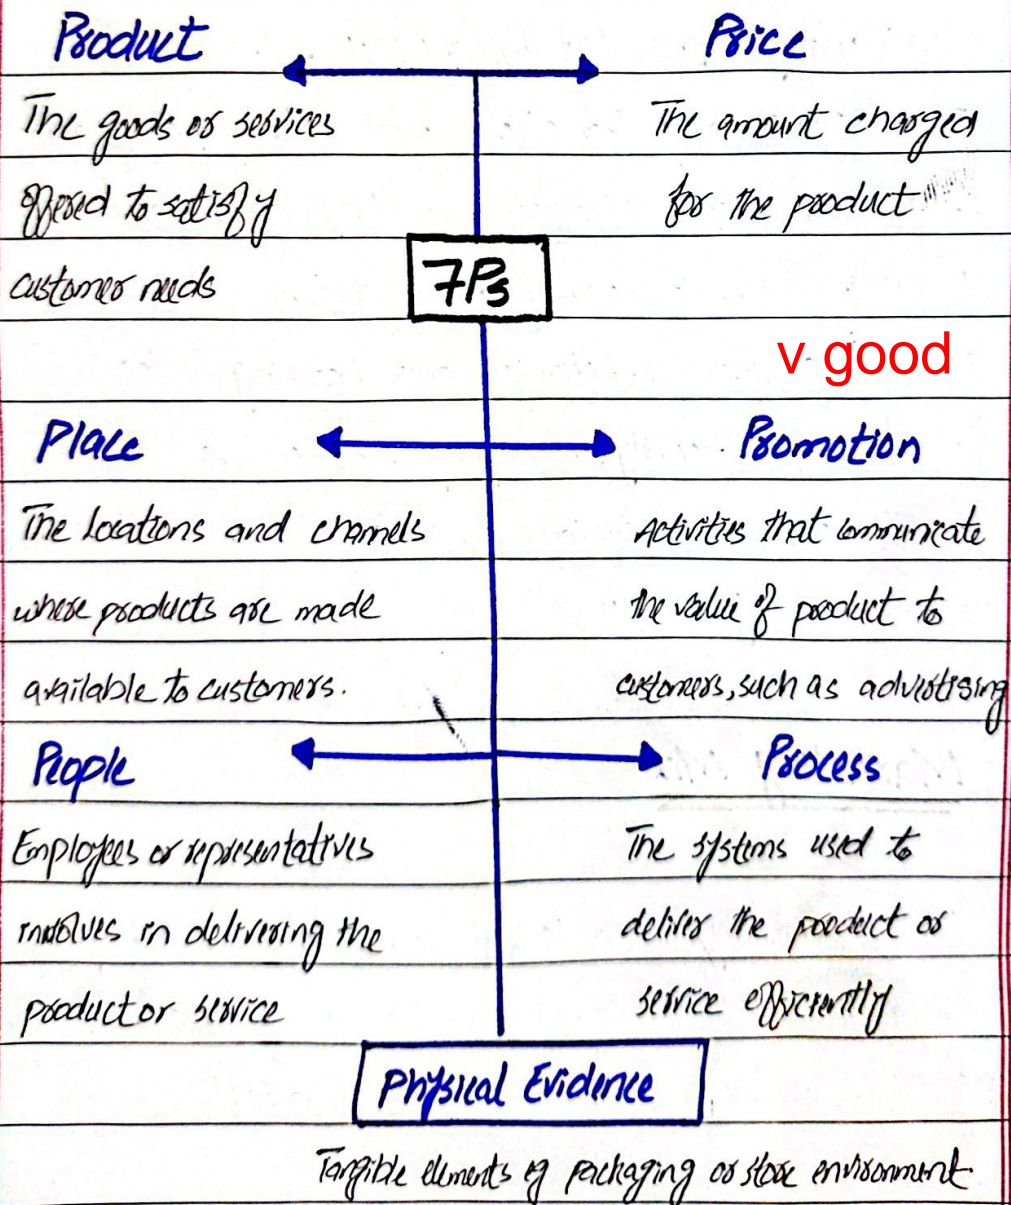 Product
The goods or services
offered to satisfy
customer needs
Price
The amount charged
for the product
7Ps
v good
Place
The locations and channels
where products are made
available to customers.
Promotion
Activities that communicate
the value of product to
customers, such as advertising
People
Employees or representatives
involves in delivering the
product or service
Process
The systems used to
deliver the product or
service efficiently
Physical Evidence
Tangible elements eg packaging or store environment